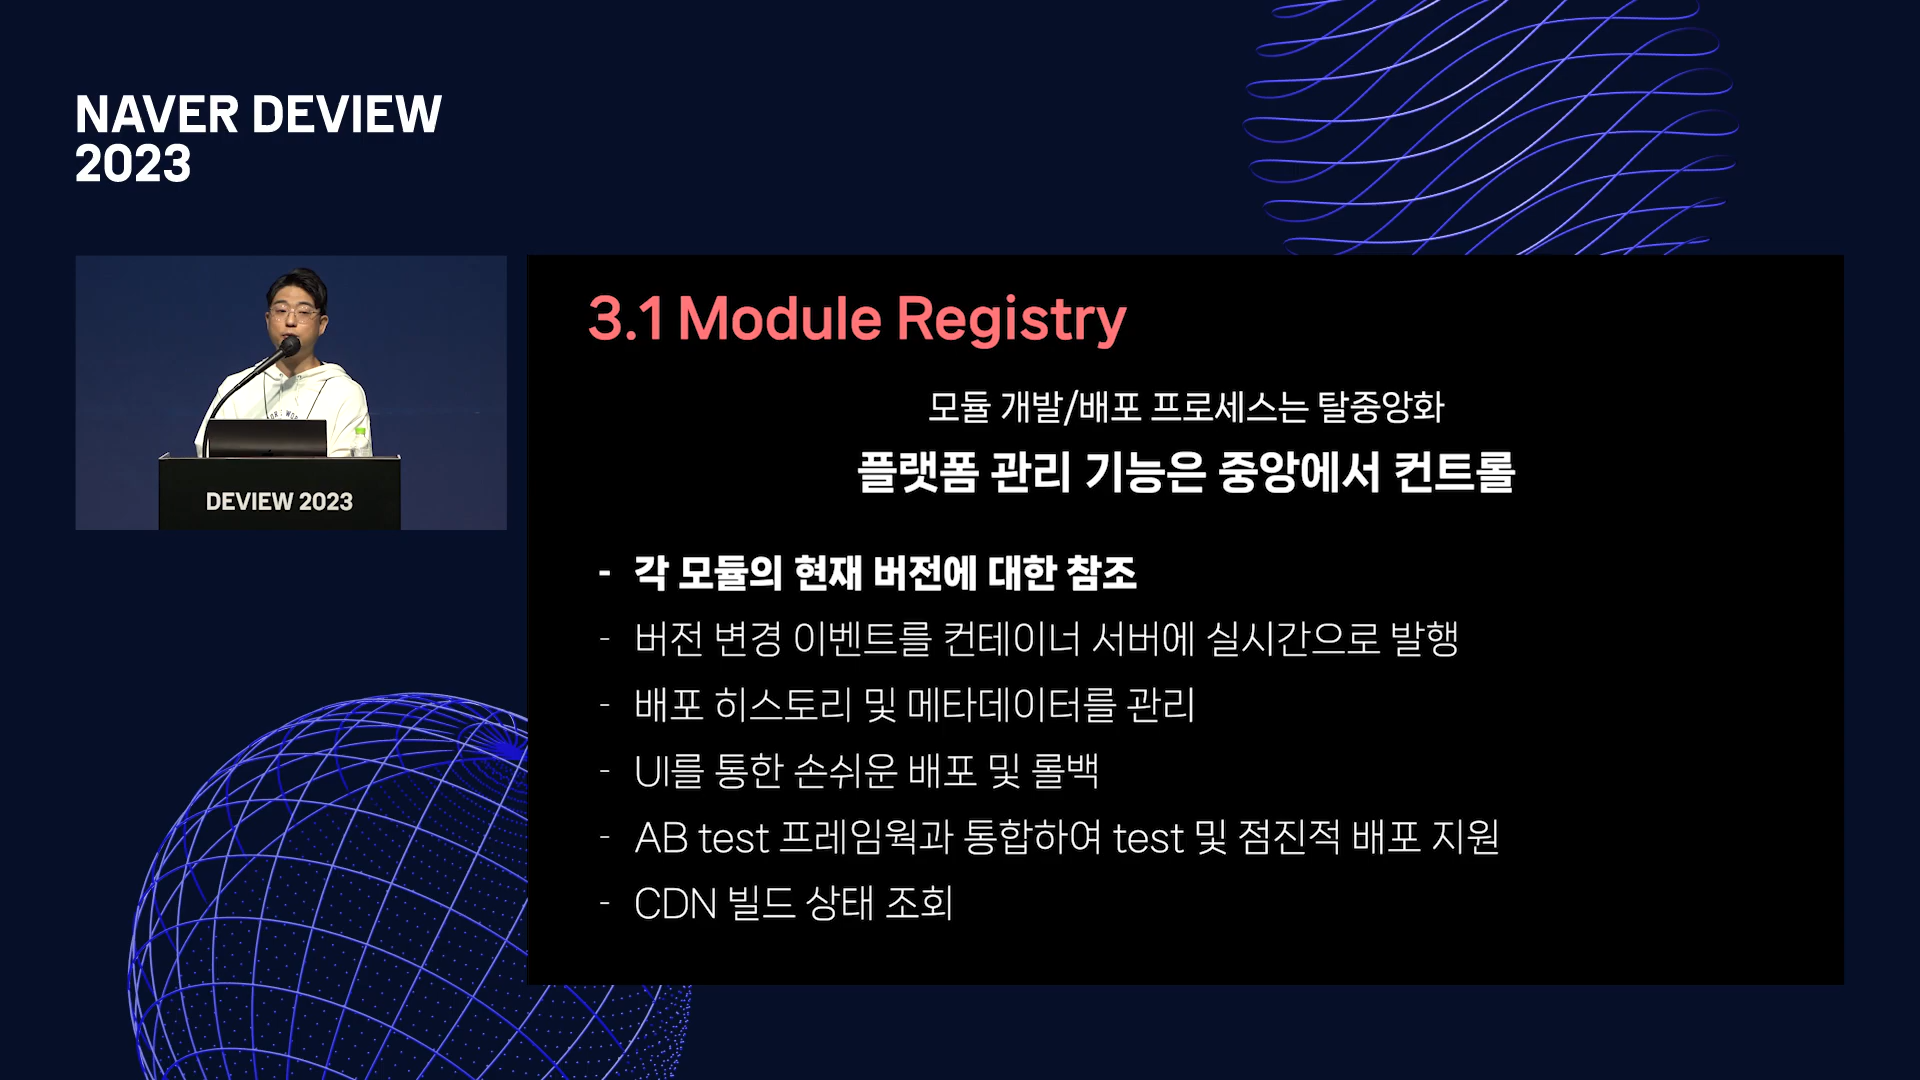 NAVER DEVIEW
2023
DEVIEW 2023
3.1 Module Registry
모듈 개발/배포 프로세스는 탈중앙화
플랫폼 관리 기능은 중앙에서 컨트롤
- 각 모듈의 현재 버전에 대한 참조
- 버전 변경 이벤트를 컨테이너 서버에 실시간으로 발행
- 배포 히스토리 및 메타데이터를 관리
- UI를 통한 손쉬운 배포 및 롤백
- AB test 프레임웍과 통합하여 test 및 점진적 배포 지원
- CDN 빌드 상태 조회